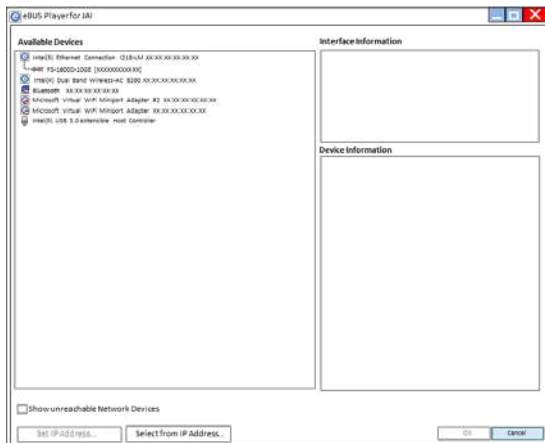 eBUS Player for JAI
Available Devices
Intel(R) Ethernet Connection I218-LM XX:XX:XX:XX:XX:XX
FS-1600D-10GE [XXXXXXXXXXXX]
Intel(R) Dual Band Wireless-AC 8260 XX:XX:XX:XX:XX:XX
Bluetooth XX:XX:XX:XX:XX:XX
Microsoft Virtual WiFi Miniport Adapter #2 XX:XX:XX:XX:XX:XX
Microsoft Virtual WiFi Miniport Adapter XX:XX:XX:XX:XX:XX
Intel(R) USB 3.0 extensible Host Controller
Interface Information
Device Information
Show unreachable Network Devices
Set IP Address...
Select from IP Address...
OK
Cancel